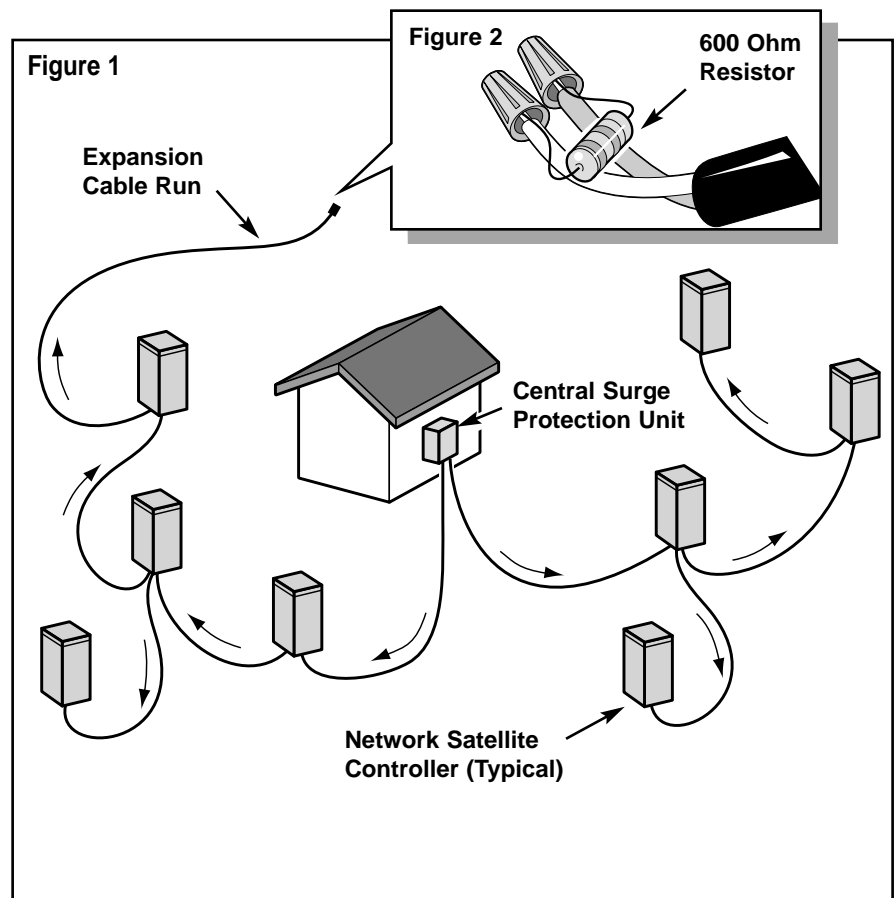 Figure 1
Figure 2
600 Ohm
Resistor
Expansion
Cable Run
Central Surge
Protection Unit
Network Satellite
Controller (Typical)